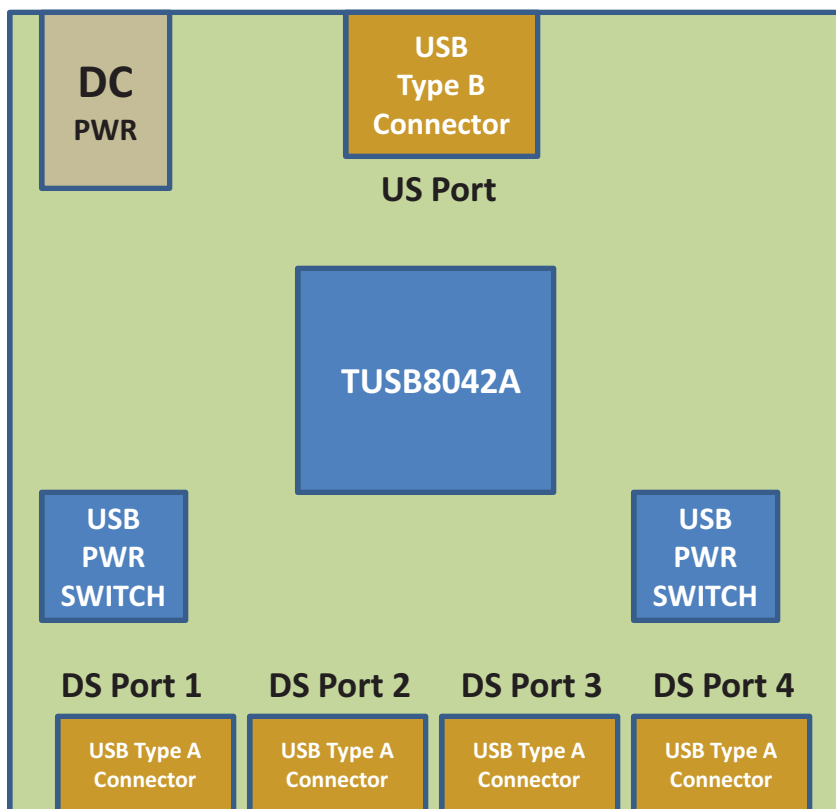 DC
PWR
USB
Type B
Connector
US Port
TUSB8042A
USB
PWR
SWITCH
USB
PWR
SWITCH
DS Port 1
DS Port 2
DS Port 3
DS Port 4
USB Type A
Connector
USB Type A
Connector
USB Type A
Connector
USB Type A
Connector